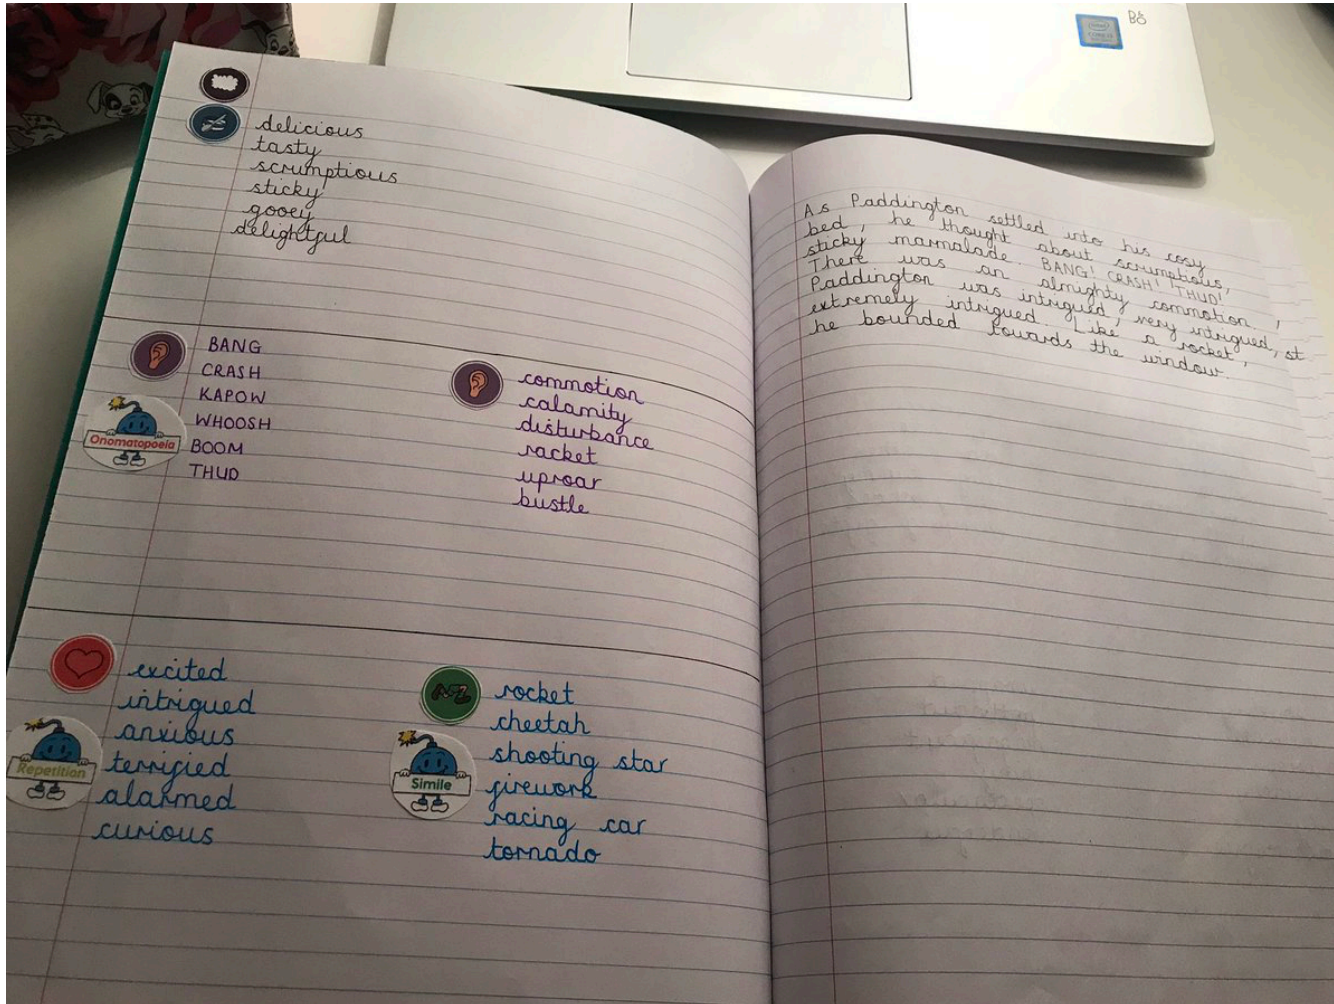 delicious
tasty
scrumptious
sticky
gooey
delightful
BANG
CRASH
KAPOW
WHOOSH
BOOM
THUD
Onomatopoeia
commotion
calamity
disturbance
racket
uproar
bustle
excited
intrigued
anxious
terrified
alarmed
curious
Repetition
rocket
cheetah
shooting star
firework
racing car
tornado
Simile
As Paddington settled into his cosy
bed, he thought about scrumptious,
sticky marmalade. BANG! CRASH! THUD!
There was an almighty commotion.
Paddington was intrigued, very intrigued,
extremely intrigued. Like a rocket,
he bounded towards the window.
intel
CORE